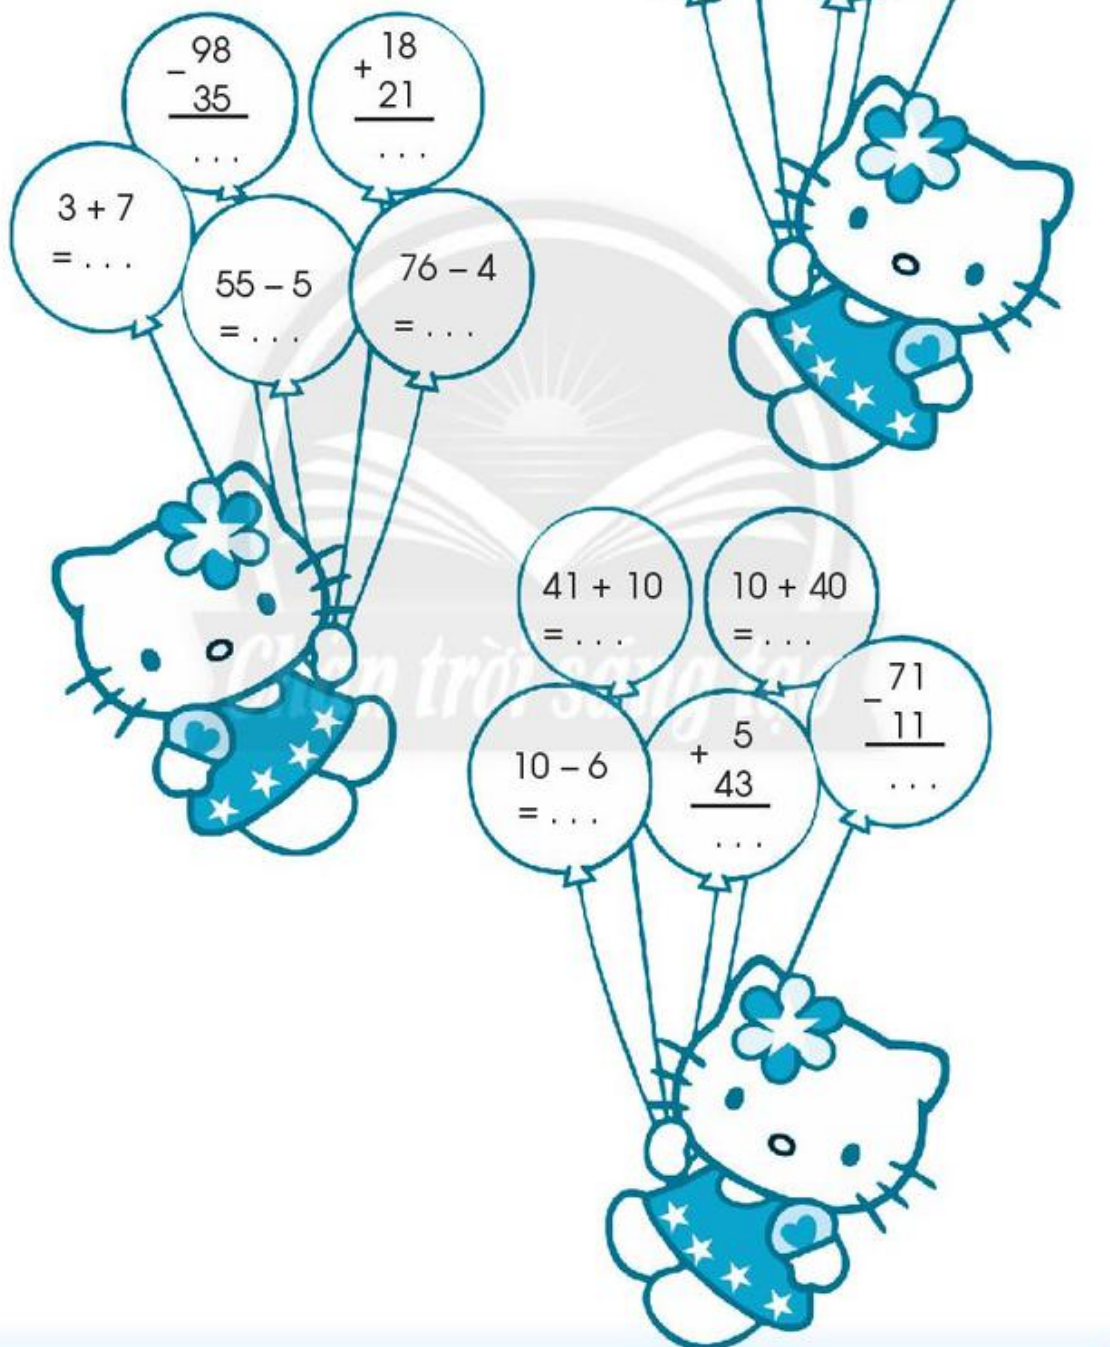 98
– 35
. . .
18
+ 21
. . .
3 + 7
= . . .
55 – 5
= . . .
76 – 4
= . . .
41 + 10
= . . .
10 + 40
= . . .
71
– 11
. . .
10 – 6
= . . .
5
+ 43
. . .
Chân trời sáng tạo